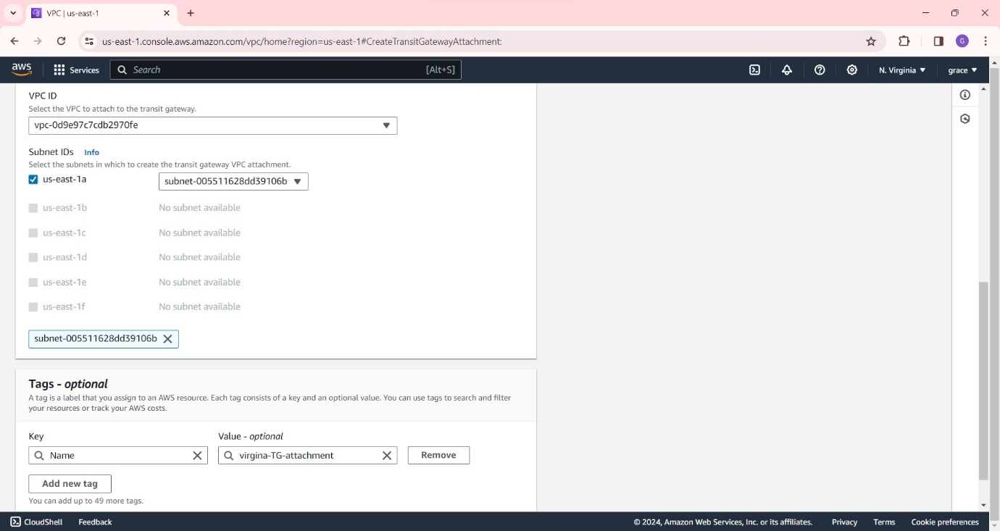 VPC | us-east-1
us-east-1.console.aws.amazon.com/vpc/home?region=us-east-1#CreateTransitGatewayAttachment:
G
aws
Services
Search [Alt+S]
N. Virginia
grace
VPC ID
Select the VPC to attach to the transit gateway.
vpc-0d9e97c7cdb2970fe
Subnet IDs Info
Select the subnets in which to create the transit gateway VPC attachment.
us-east-1a subnet-005511628dd39106b
us-east-1b No subnet available
us-east-1c No subnet available
us-east-1d No subnet available
us-east-1e No subnet available
us-east-1f No subnet available
subnet-005511628dd39106b
Tags - optional
A tag is a label that you assign to an AWS resource. Each tag consists of a key and an optional value. You can use tags to search and filter
your resources or track your AWS costs.
Key Value - optional
Name virgina-TG-attachment Remove
Add new tag
You can add up to 49 more tags.
CloudShell Feedback © 2024, Amazon Web Services, Inc. or its affiliates. Privacy Terms Cookie preferences